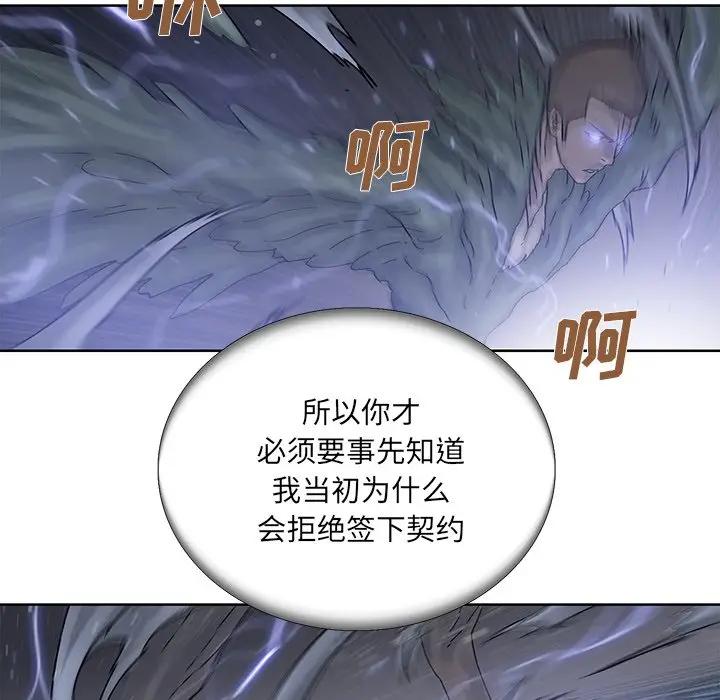 啊
啊
所以你才
必须要事先知道
我当初为什么
会拒绝签下契约